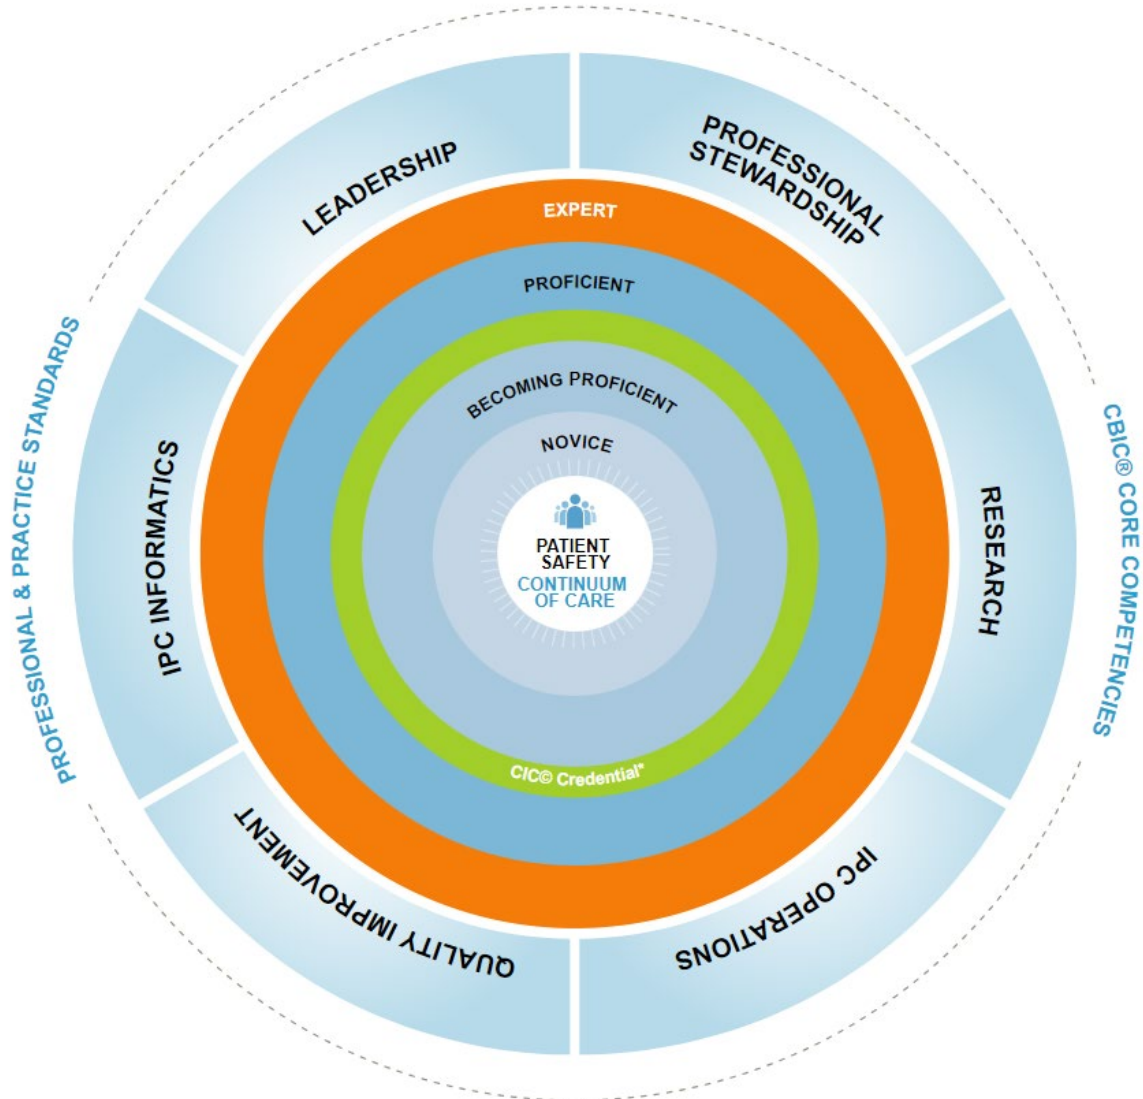 LEADERSHIP
PROFESSIONAL
STEWARDSHIP
EXPERT
PROFICIENT
BECOMING PROFICIENT
NOVICE
PATIENT
SAFETY
CONTINUUM
OF CARE
CIC© Credential*
PROFESSIONAL & PRACTICE STANDARDS
IPC INFORMATICS
RESEARCH
CBIC® CORE COMPETENCIES
QUALITY IMPROVEMENT
IPC OPERATIONS